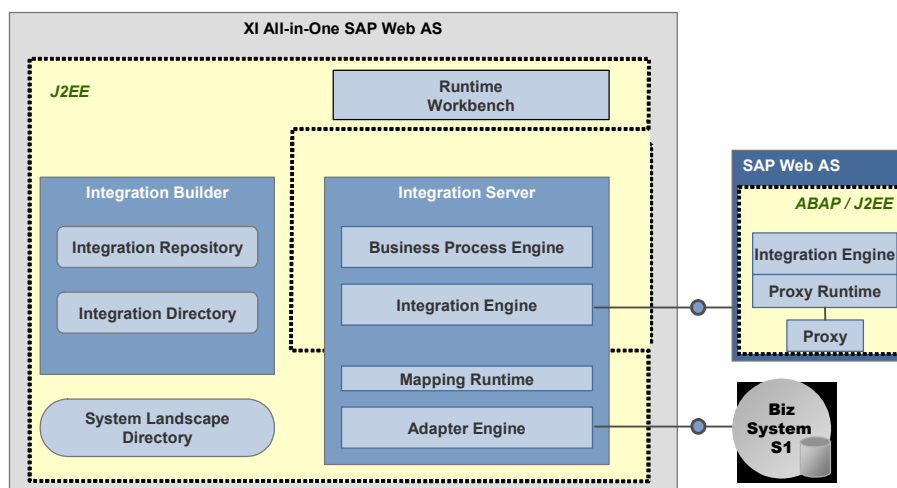 XI All-in-One SAP Web AS
J2EE
Runtime
Workbench
Integration Builder
Integration Repository
Integration Directory
System Landscape
Directory
Integration Server
Business Process Engine
Integration Engine
Mapping Runtime
Adapter Engine
SAP Web AS
ABAP / J2EE
Integration Engine
Proxy Runtime
Proxy
Biz
System
S1